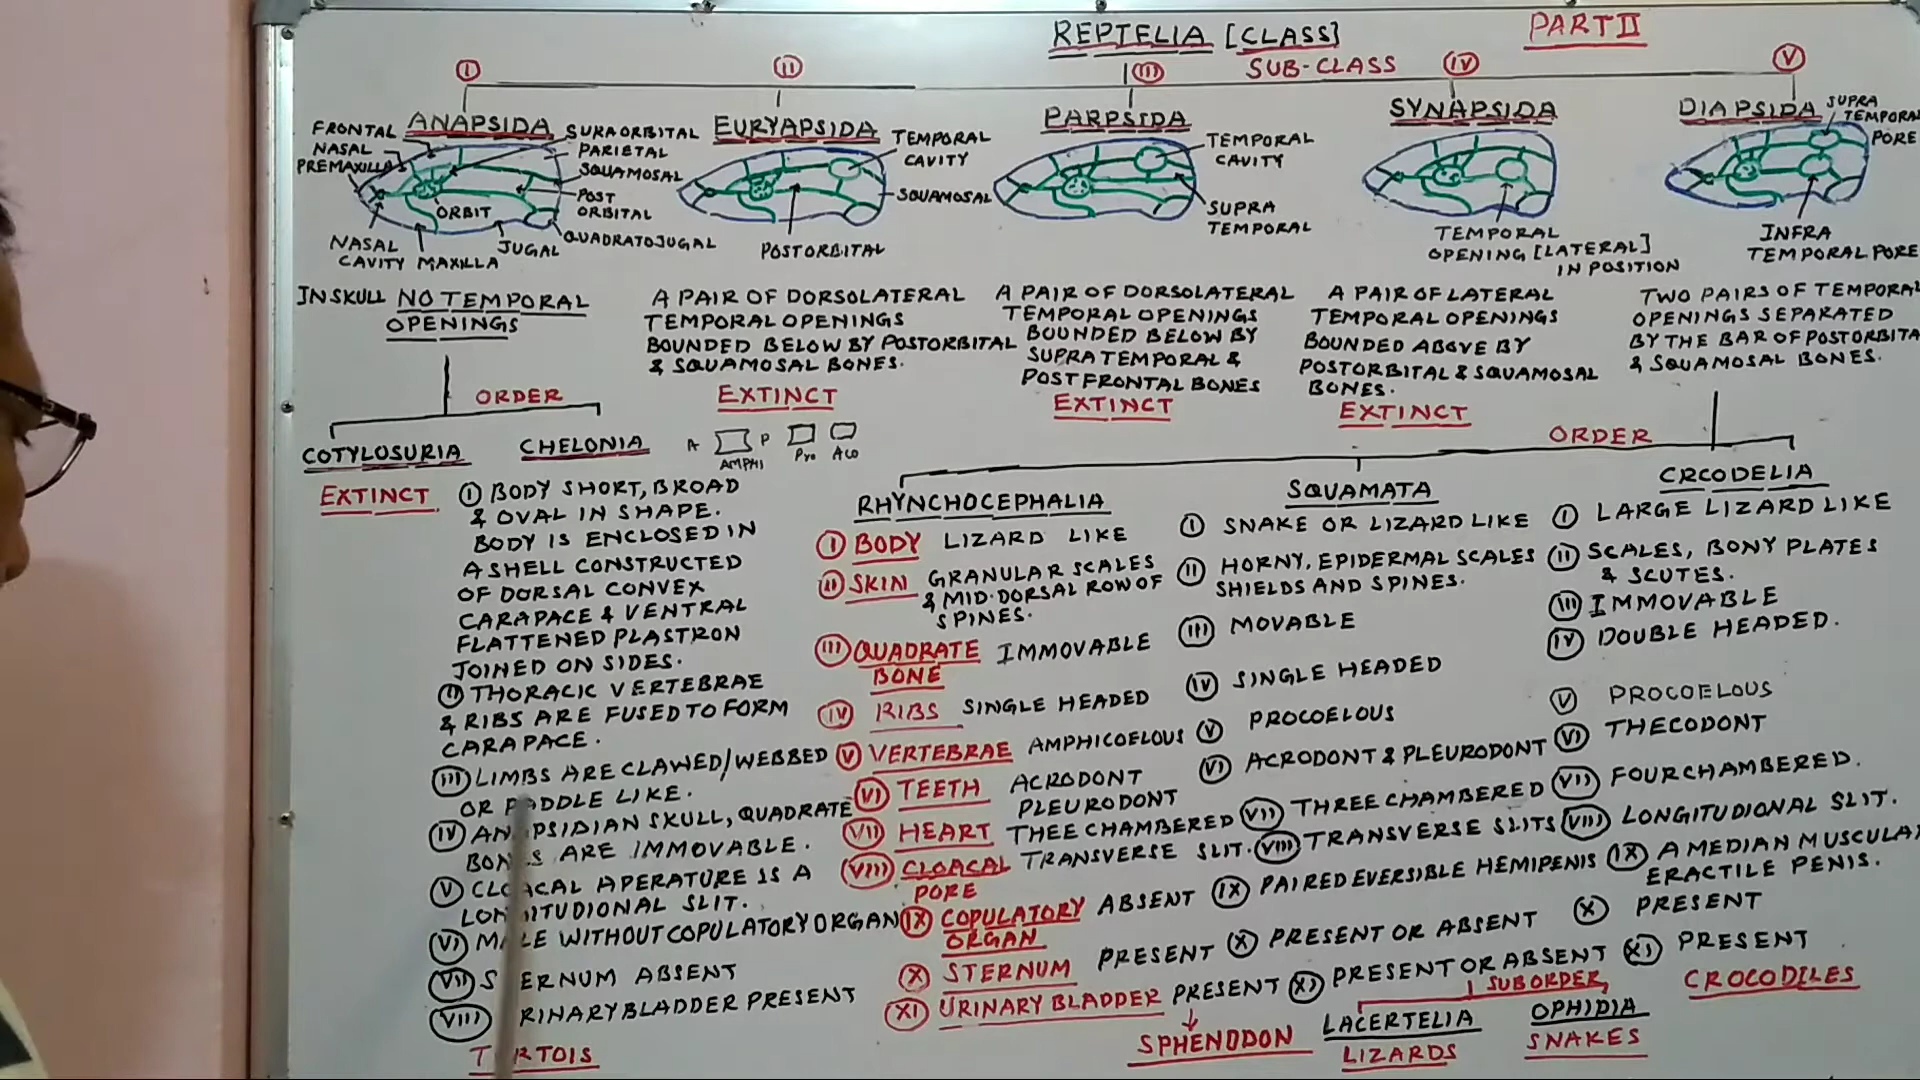 REPTELIA [CLASS]
PART II
SUB-CLASS
I
II
III
IV
V
ANAPSIDA
FRONTAL
NASAL
PREMAXILLA
SURAORBITAL
PARIETAL
SQUAMOSAL
POST
ORBITAL
QUADRATOJUGAL
ORBIT
JUGAL
NASAL
CAVITY
MAXILLA
IN SKULL NO TEMPORAL
OPENINGS
EURYAPSIDA
TEMPORAL
CAVITY
SQUAMOSAL
POSTORBITAL
A PAIR OF DORSOLATERAL
TEMPORAL OPENINGS
BOUNDED BELOW BY POSTORBITAL
& SQUAMOSAL BONES.
EXTINCT
PARPSIDA
TEMPORAL
CAVITY
SUPRA
TEMPORAL
A PAIR OF DORSOLATERAL
TEMPORAL OPENINGS
BOUNDED BELOW BY
SUPRATEMPORAL &
POST FRONTAL BONES
EXTINCT
SYNAPSIDA
TEMPORAL
OPENING [LATERAL]
IN POSITION
A PAIR OF LATERAL
TEMPORAL OPENINGS
BOUNDED ABOVE BY
POSTORBITAL & SQUAMOSAL
BONES.
EXTINCT
DIAPSIDA
SUPRA
TEMPORAL
PORE
INFRA
TEMPORAL PORE
TWO PAIRS OF TEMPORAL
OPENINGS SEPARATED
BY THE BAR OF POSTORBITA
& SQUAMOSAL BONES.
ORDER
COTYLOSURIA
EXTINCT
CHELONIA
A P
AMPHI
Pro
Aco
I BODY SHORT, BROAD
& OVAL IN SHAPE.
BODY IS ENCLOSED IN
A SHELL CONSTRUCTED
OF DORSAL CONVEX
CARAPACE & VENTRAL
FLATTENED PLASTRON
JOINED ON SIDES.
II THORACIC VERTEBRAE
& RIBS ARE FUSED TO FORM
CARAPACE.
III LIMBS ARE CLAWED/WEBBED
OR PADDLE LIKE.
IV ANAPSIDIAN SKULL, QUADRATE
BONES ARE IMMOVABLE.
V CLOACAL APERATURE IS A
LONGITUDIONAL SLIT.
VI MALE WITHOUT COPULATORY ORGAN
VII STERNUM ABSENT
VIII URINARY BLADDER PRESENT
TORTOIS
ORDER
RHYNCHOCEPHALIA
I BODY LIZARD LIKE
II SKIN GRANULAR SCALES
& MID-DORSAL ROW OF
SPINES.
III QUADRATE IMMOVABLE
BONE
IV RIBS SINGLE HEADED
V VERTEBRAE AMPHICOELOUS
VI TEETH ACRODONT
PLEURODONT
VII HEART THEE CHAMBERED
VIII CLOACAL TRANSVERSE SLIT.
PORE
IX COPULATORY ABSENT
ORGAN
X STERNUM PRESENT
XI URINARY BLADDER PRESENT
SPHENODON
SQUAMATA
I SNAKE OR LIZARD LIKE
II HORNY, EPIDERMAL SCALES
SHIELDS AND SPINES.
III MOVABLE
IV SINGLE HEADED
V PROCOELOUS
VI ACRODONT & PLEURODONT
VII THREE CHAMBERED
VIII TRANSVERSE SLITS
IX PAIRED EVERSIBLE HEMIPENIS
X PRESENT OR ABSENT
XI PRESENT OR ABSENT
SUBORDER
LACERTELIA
LIZARDS
OPHIDIA
SNAKES
CRCODELIA
I LARGE LIZARD LIKE
II SCALES, BONY PLATES
& SCUTES.
III IMMOVABLE
IV DOUBLE HEADED.
V PROCOELOUS
VI THECODONT
VII FOURCHAMBERED.
VIII LONGITUDIONAL SLIT.
IX A MEDIAN MUSCULAR
ERACTILE PENIS.
X PRESENT
XI PRESENT
CROCODILES